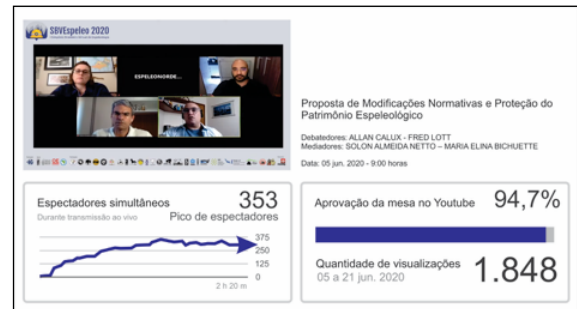 SBVEspeleo 2020
ESPELEONORDE...
Proposta de Modificações Normativas e Proteção do
Patrimônio Espeleológico
Debatedores: ALLAN CALUX - FRED LOTT
Mediadores: SOLON ALMEIDA NETTO – MARIA ELINA BICHUETTE
Data: 05 jun. 2020 - 9:00 horas
Espectadores simultâneos
353
Durante transmissão ao vivo
Pico de espectadores
375
250
125
0
2 h 20 m
Aprovação da mesa no Youtube
94,7%
Quantidade de visualizações
05 a 21 jun. 2020
1.848